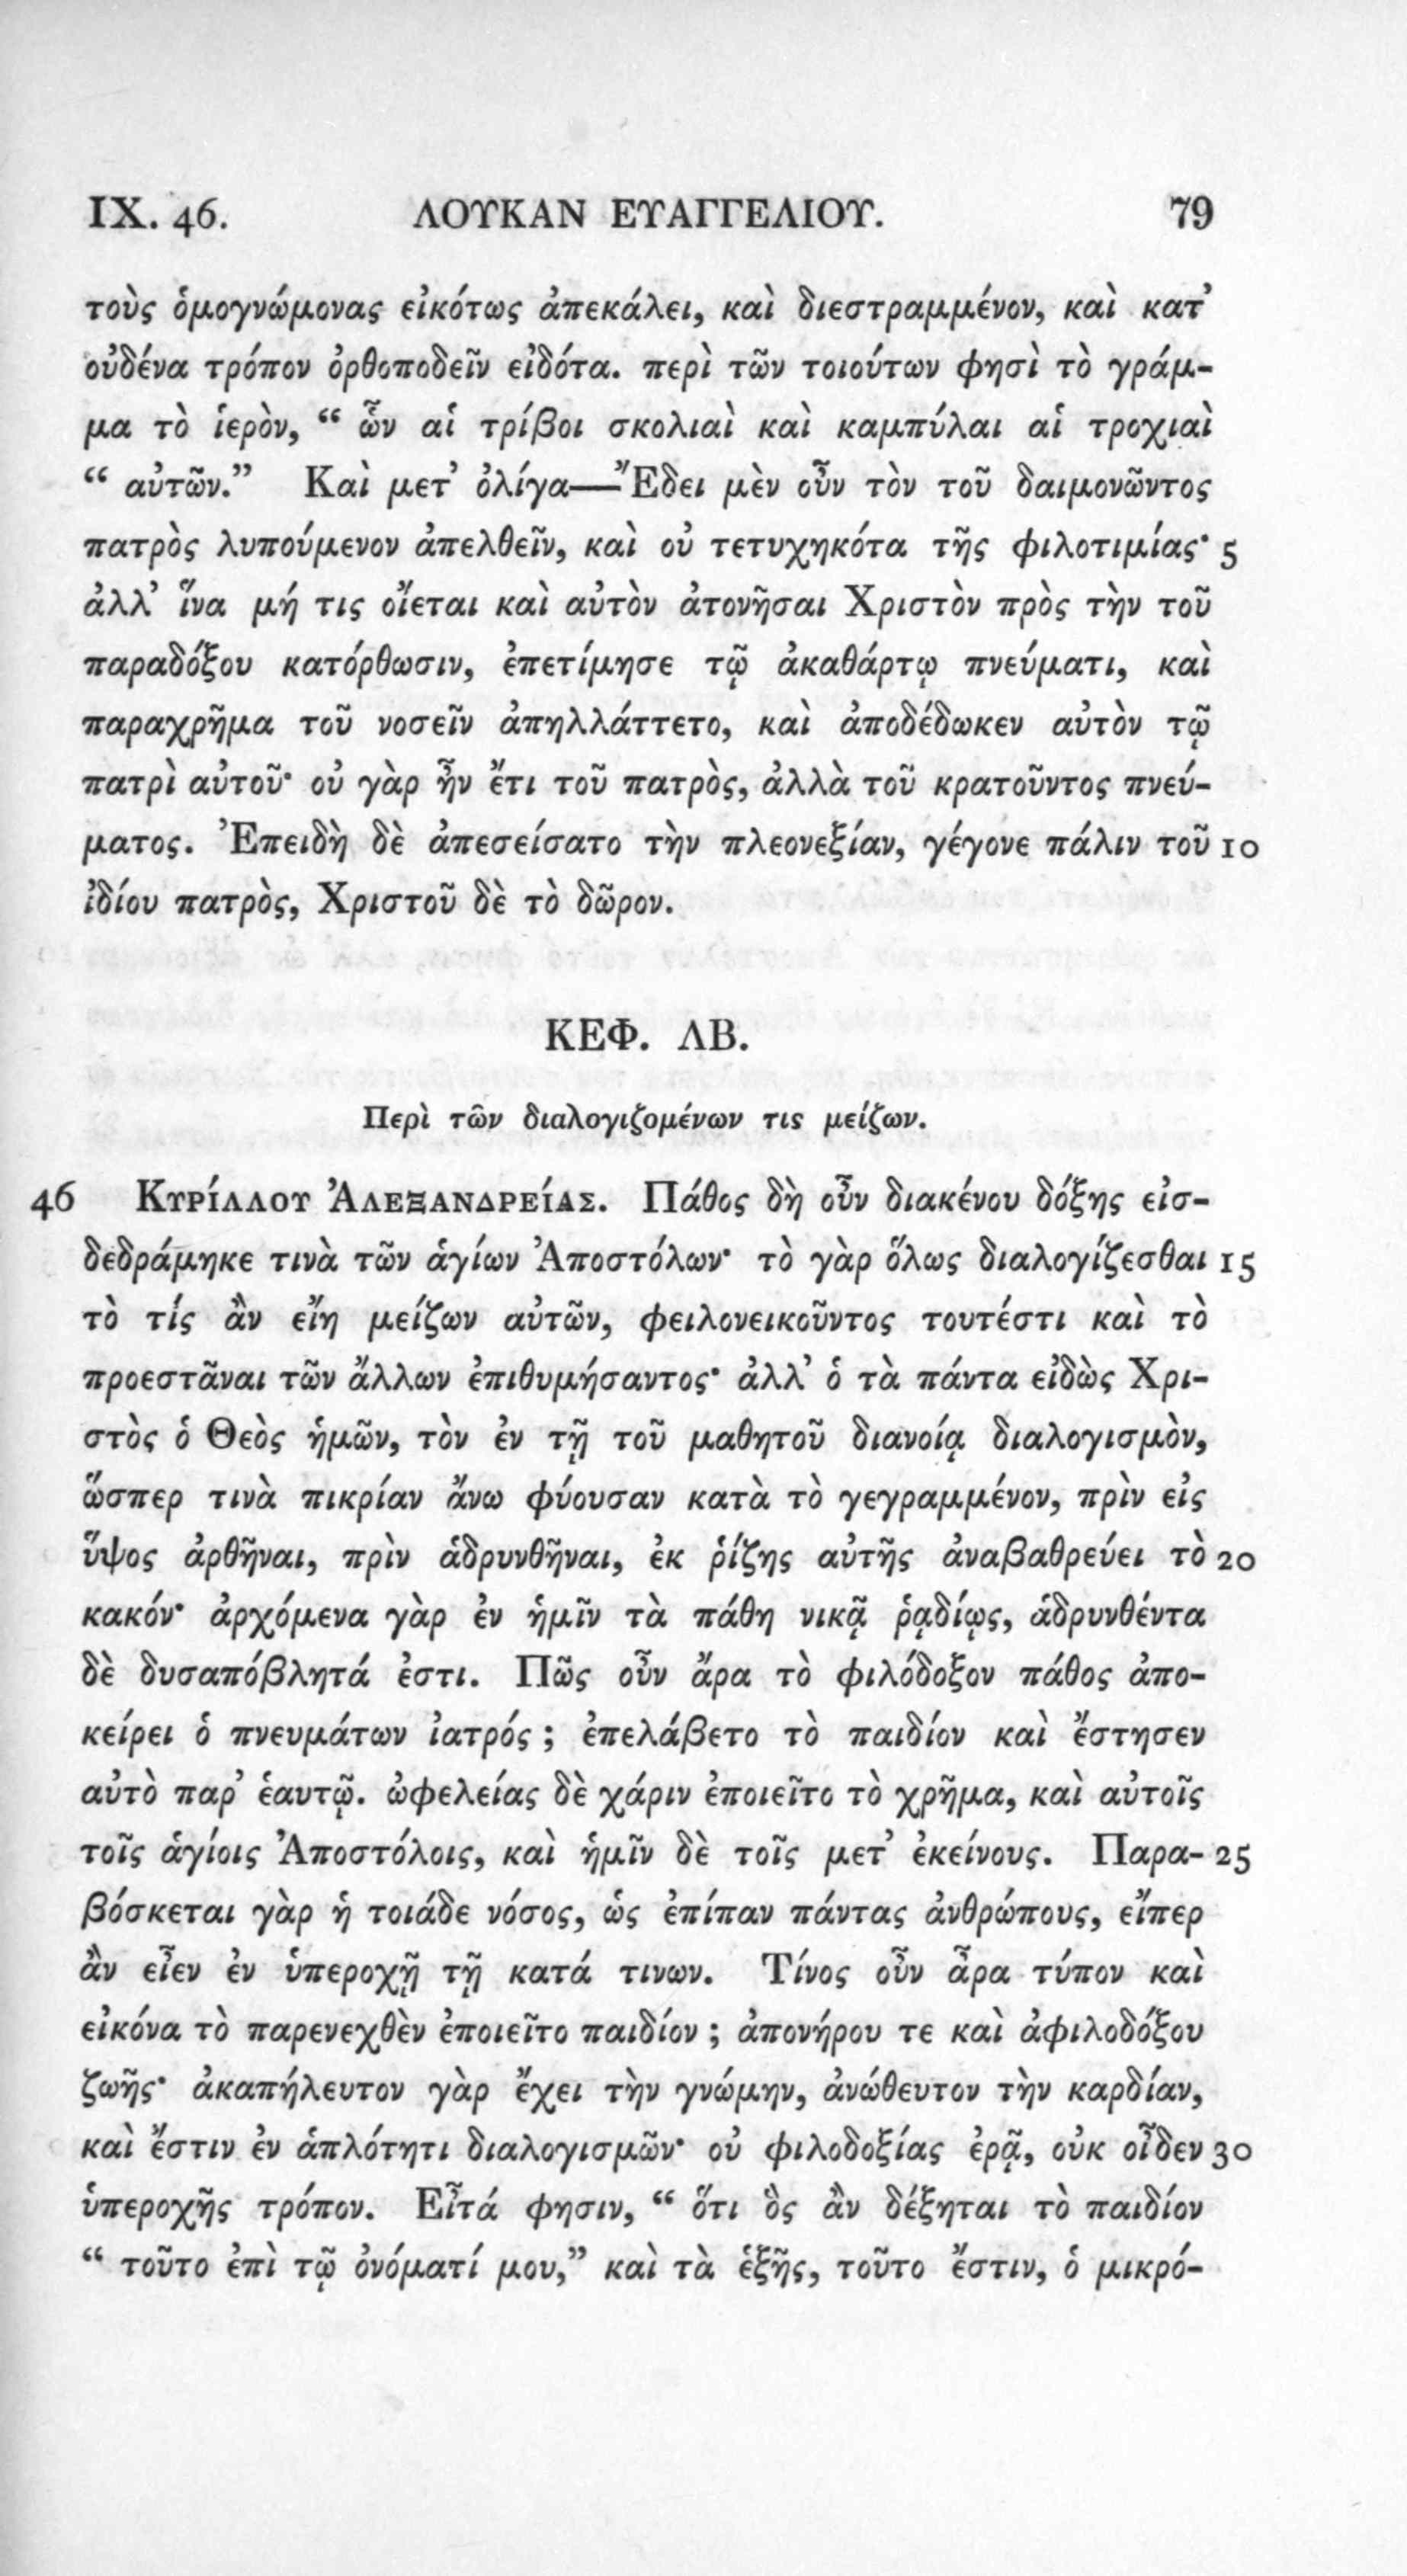 IX. 46. ΛΟΥΚΑΝ ΕΥΑΓΓΕΛΙΟΥ. 79
τοὺς ὁμογνώμονας εἰκότως ἀπεκάλει, καὶ διεστραμμένον, καὶ κατ’
οὐδένα τρόπον ὀρθοποδεῖν εἰδότα. περὶ τῶν τοιούτων φησὶ τὸ γράμ-
μα τὸ ἱερὸν, “ ὧν αἱ τρίβοι σκολιαὶ καὶ καμπύλαι αἱ τροχιαὶ
“ αὐτῶν.” Καὶ μετ’ ὀλίγα—Ἔδει μὲν οὖν τὸν τοῦ δαιμονῶντος
πατρὸς λυπούμενον ἀπελθεῖν, καὶ οὐ τετυχηκότα τῆς φιλοτιμίας· 5
ἀλλ’ ἵνα μή τις οἴεται καὶ αὐτὸν ἀτονῆσαι Χριστὸν πρὸς τὴν τοῦ
παραδόξου κατόρθωσιν, ἐπετίμησε τῷ ἀκαθάρτῳ πνεύματι, καὶ
παραχρῆμα τοῦ νοσεῖν ἀπηλλάττετο, καὶ ἀποδέδωκεν αὐτὸν τῷ
πατρὶ αὐτοῦ· οὐ γὰρ ἦν ἔτι τοῦ πατρὸς, ἀλλὰ τοῦ κρατοῦντος πνεύ-
ματος. Ἐπειδὴ δὲ ἀπεσείσατο τὴν πλεονεξίαν, γέγονε πάλιν τοῦ 10
ἰδίου πατρὸς, Χριστοῦ δὲ τὸ δῶρον.
ΚΕΦ. ΛΒ.
Περὶ τῶν διαλογιζομένων τις μείζων.
46 Κυρίλλου Ἀλεξανδρείας. Πάθος δὴ οὖν διακένου δόξης εἰσ-
δεδράμηκε τινὰ τῶν ἁγίων Ἀποστόλων· τὸ γὰρ ὅλως διαλογίζεσθαι 15
τὸ τίς ἂν εἴη μείζων αὐτῶν, φειλονεικοῦντος τουτέστι καὶ τὸ
προεστᾶναι τῶν ἄλλων ἐπιθυμήσαντος· ἀλλ’ ὁ τὰ πάντα εἰδὼς Χρι-
στὸς ὁ Θεὸς ἡμῶν, τὸν ἐν τῇ τοῦ μαθητοῦ διανοίᾳ διαλογισμὸν,
ὥσπερ τινὰ πικρίαν ἄνω φύουσαν κατὰ τὸ γεγραμμένον, πρὶν εἰς
ὕψος ἀρθῆναι, πρὶν ἁδρυνθῆναι, ἐκ ῥίζης αὐτῆς ἀναβαθρεύει τὸ 20
κακόν· ἀρχόμενα γὰρ ἐν ἡμῖν τὰ πάθη νικᾷ ῥᾳδίῳς, ἁδρυνθέντα
δὲ δυσαπόβλητά ἐστι. Πῶς οὖν ἄρα τὸ φιλόδοξον πάθος ἀπο-
κείρει ὁ πνευμάτων ἰατρός ; ἐπελάβετο τὸ παιδίον καὶ ἔστησεν
αὐτὸ παρ’ ἑαυτῷ. ὠφελείας δὲ χάριν ἐποιεῖτο τὸ χρῆμα, καὶ αὐτοῖς
τοῖς ἁγίοις Ἀποστόλοις, καὶ ἡμῖν δὲ τοῖς μετ’ ἐκείνους. Παρα- 25
βόσκεται γὰρ ἡ τοιάδε νόσος, ὡς ἐπίπαν πάντας ἀνθρώπους, εἴπερ
ἂν εἶεν ἐν ὑπεροχῇ τῇ κατά τινων. Τίνος οὖν ἆρα τύπον καὶ
εἰκόνα τὸ παρενεχθὲν ἐποιεῖτο παιδίον ; ἀπονήρου τε καὶ ἀφιλοδόξου
ζωῆς· ἀκαπήλευτον γὰρ ἔχει τὴν γνώμην, ἀνώθευτον τὴν καρδίαν,
καὶ ἔστιν ἐν ἁπλότητι διαλογισμῶν· οὐ φιλοδοξίας ἐρᾷ, οὐκ οἶδεν 30
ὑπεροχῆς τρόπον. Εἶτά φησιν, “ ὅτι ὃς ἂν δέξηται τὸ παιδίον
“ τοῦτο ἐπὶ τῷ ὀνόματί μου,” καὶ τὰ ἑξῆς, τοῦτο ἔστιν, ὁ μικρό-